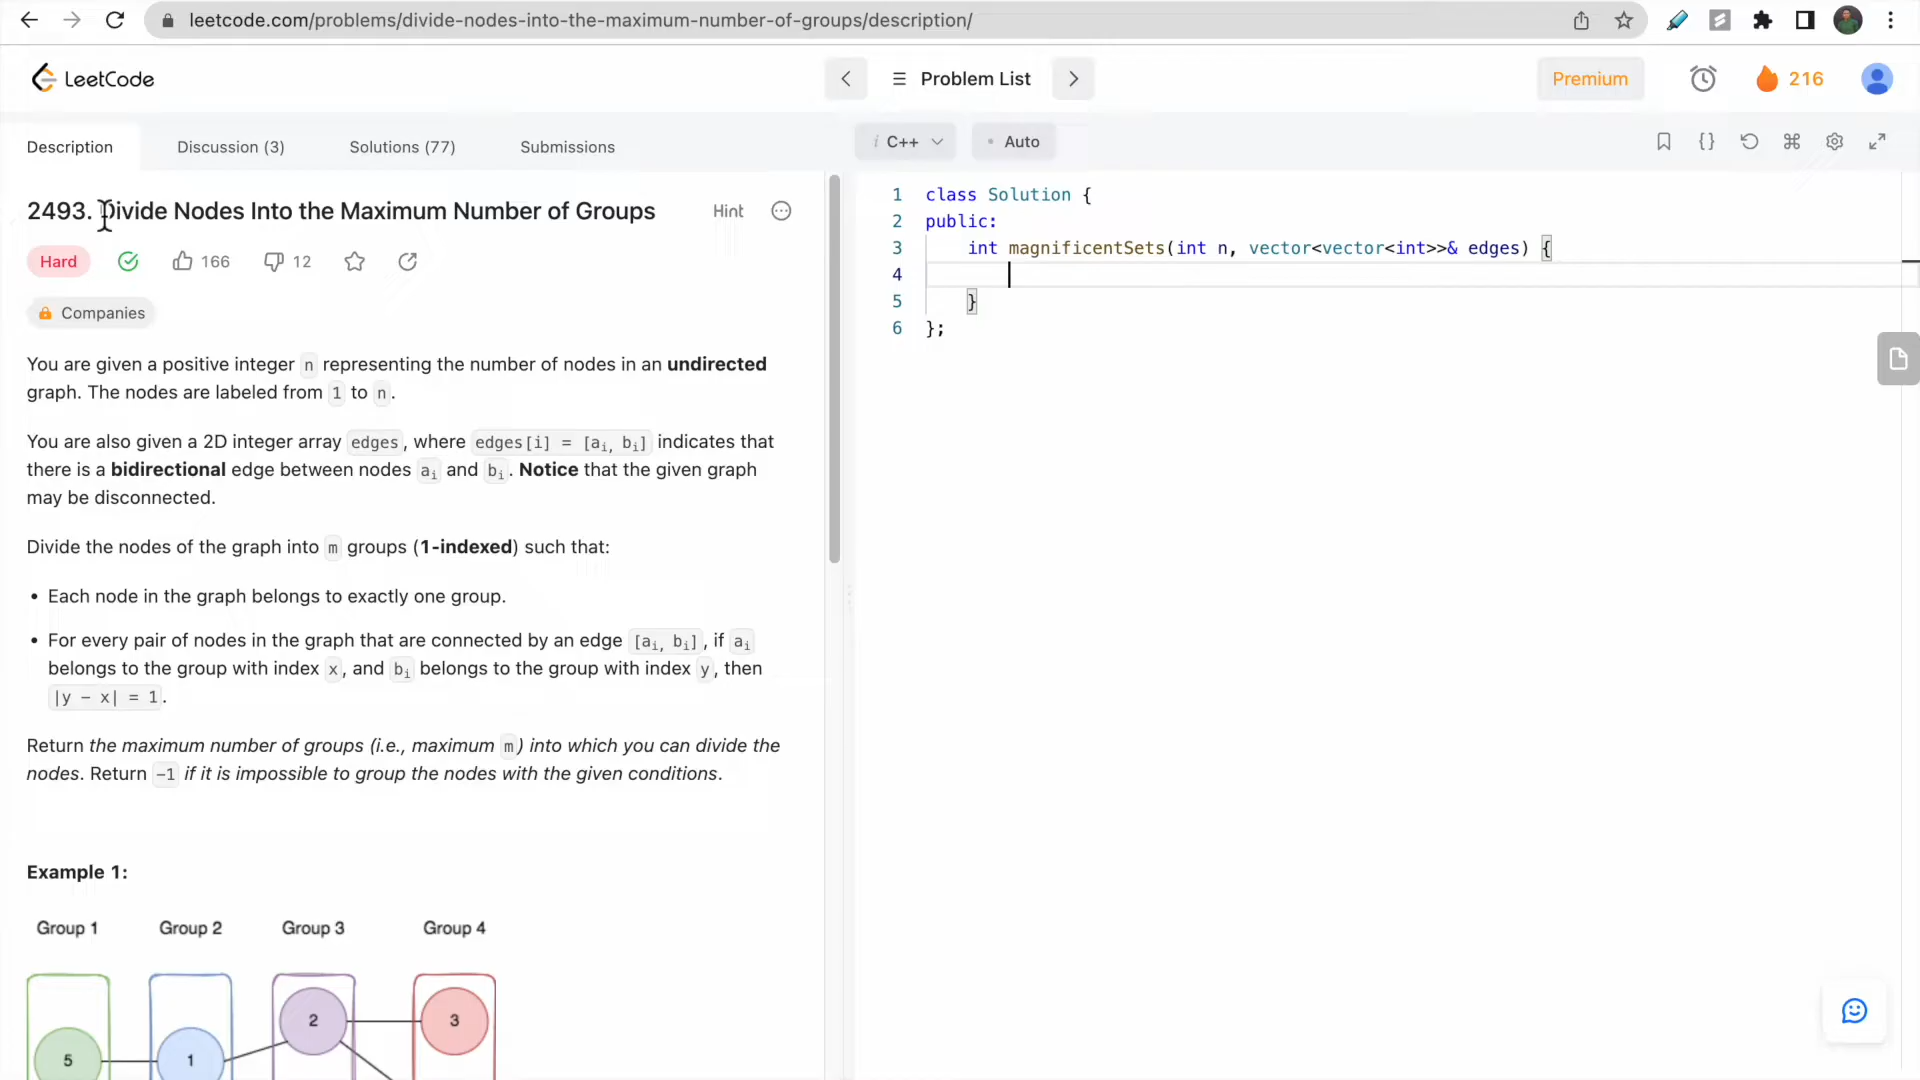 leetcode.com/problems/divide-nodes-into-the-maximum-number-of-groups/description/
LeetCode
Problem List
Premium
216
Description
Discussion (3)
Solutions (77)
Submissions
C++
Auto
2493. Divide Nodes Into the Maximum Number of Groups
Hint
Hard
166
12
Companies
You are given a positive integer n representing the number of nodes in an undirected
graph. The nodes are labeled from 1 to n.
You are also given a 2D integer array edges, where edges[i] = [ai, bi] indicates that
there is a bidirectional edge between nodes ai and bi. Notice that the given graph
may be disconnected.
Divide the nodes of the graph into m groups (1-indexed) such that:
• Each node in the graph belongs to exactly one group.
• For every pair of nodes in the graph that are connected by an edge [ai, bi], if ai
belongs to the group with index x, and bi belongs to the group with index y, then
|y - x| = 1.
Return the maximum number of groups (i.e., maximum m) into which you can divide the
nodes. Return -1 if it is impossible to group the nodes with the given conditions.
Example 1:
Group 1
Group 2
Group 3
Group 4
2
3
5
1
1 class Solution {
2 public:
3 int magnificentSets(int n, vector<vector<int>>& edges) {
4
5 }
6 };